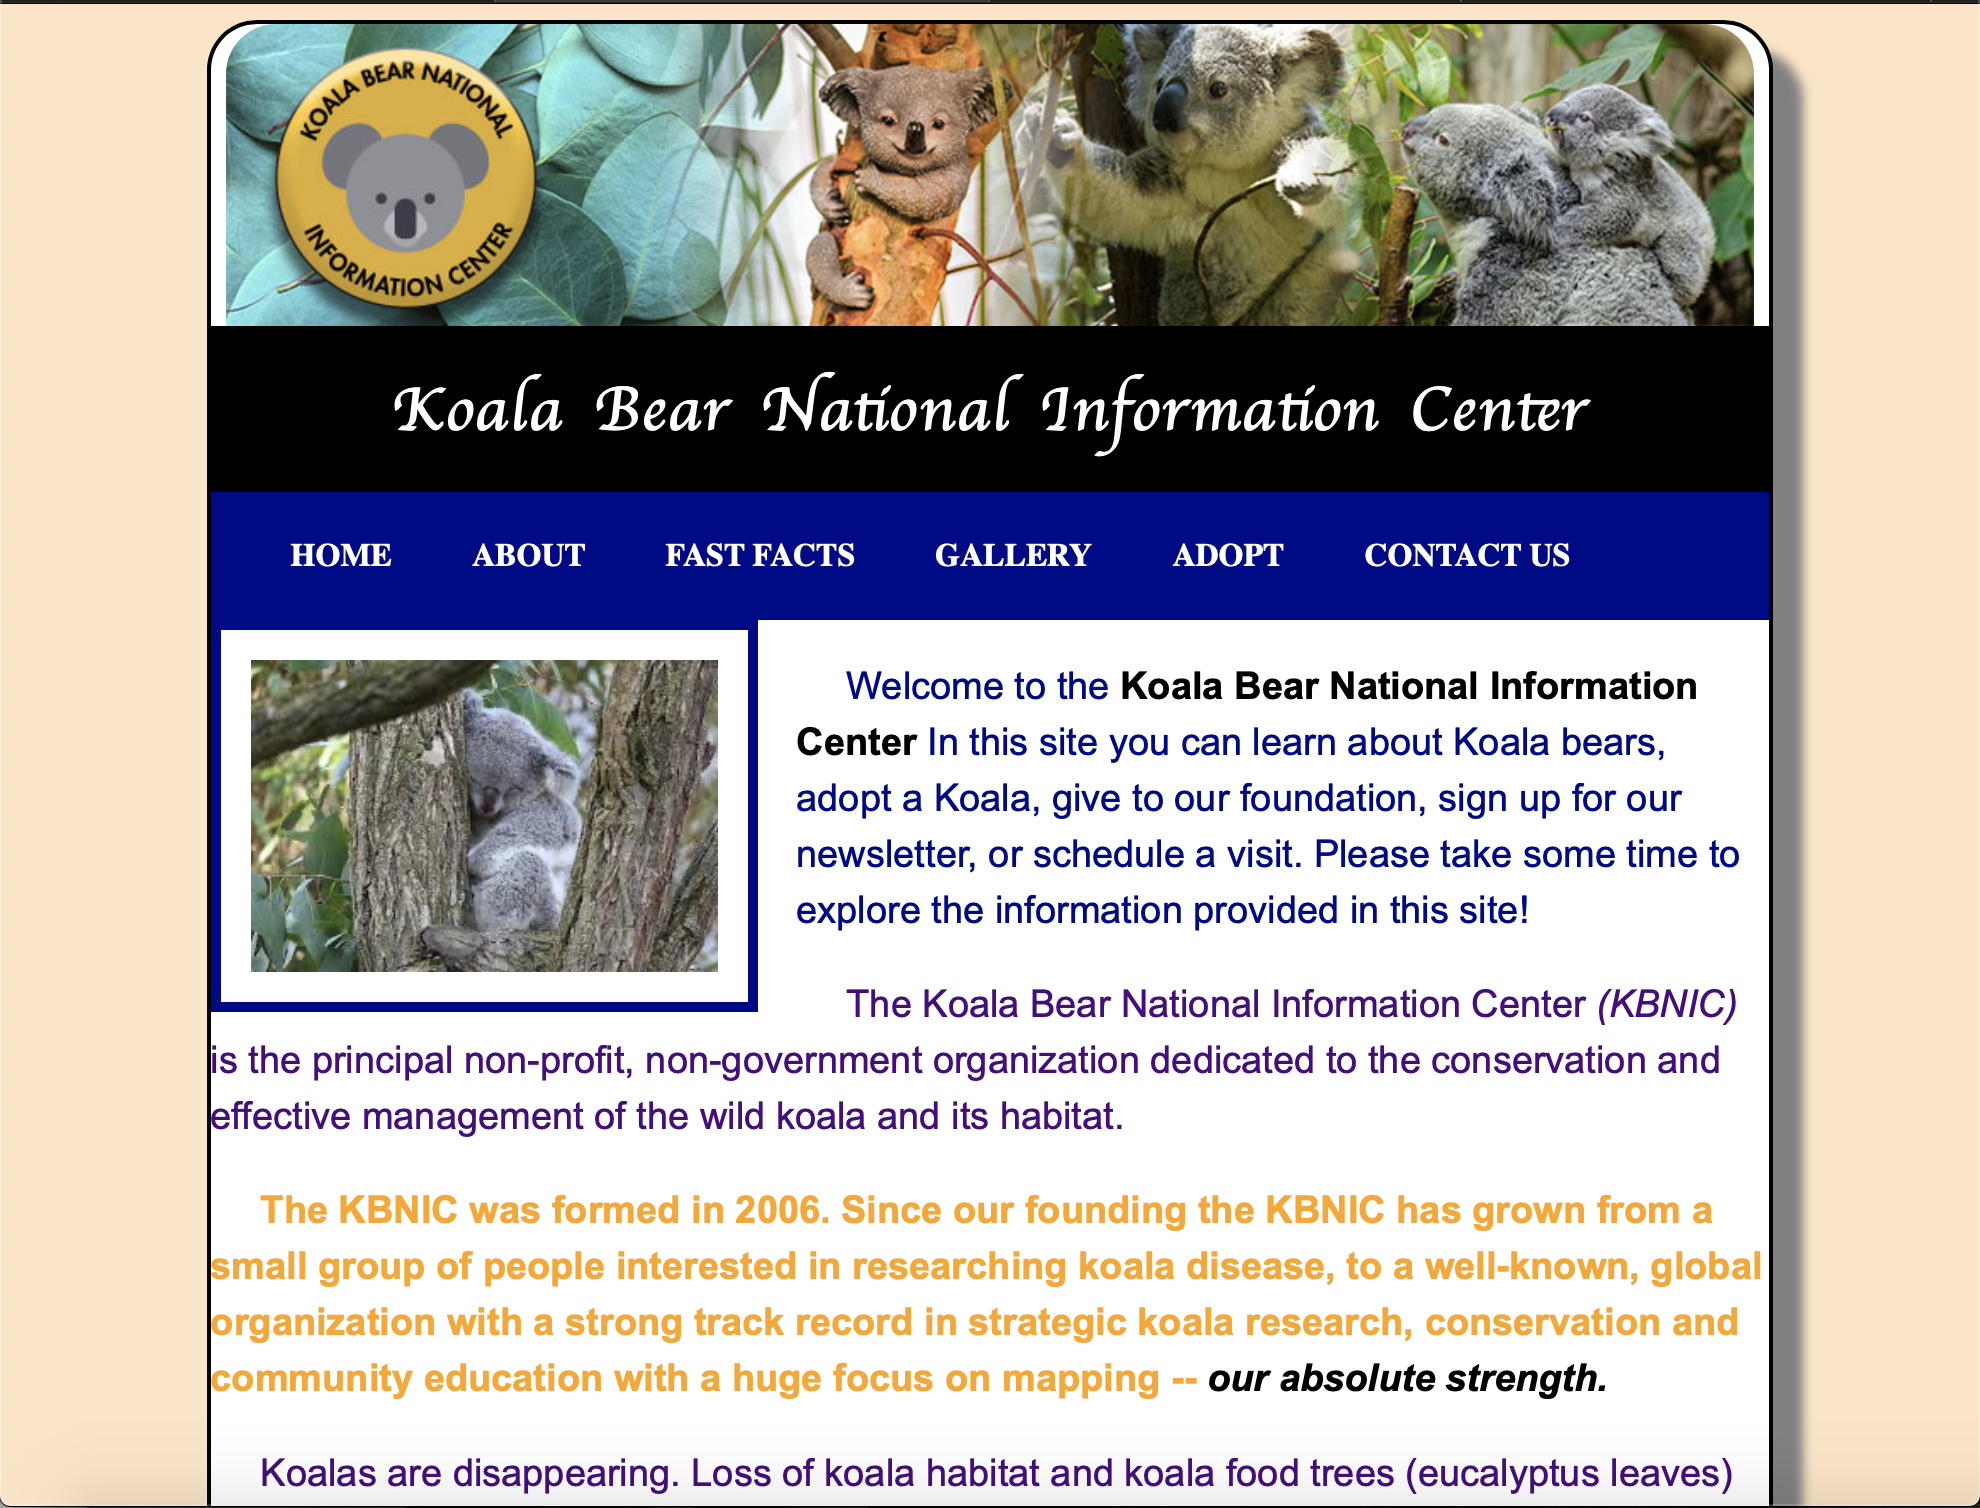 KOALA BEAR NATIONAL
INFORMATION CENTER
Koala Bear National Information Center
HOME ABOUT FAST FACTS GALLERY ADOPT CONTACT US
Welcome to the Koala Bear National Information
Center In this site you can learn about Koala bears,
adopt a Koala, give to our foundation, sign up for our
newsletter, or schedule a visit. Please take some time to
explore the information provided in this site!
The Koala Bear National Information Center (KBNIC)
is the principal non-profit, non-government organization dedicated to the conservation and
effective management of the wild koala and its habitat.
The KBNIC was formed in 2006. Since our founding the KBNIC has grown from a
small group of people interested in researching koala disease, to a well-known, global
organization with a strong track record in strategic koala research, conservation and
community education with a huge focus on mapping -- our absolute strength.
Koalas are disappearing. Loss of koala habitat and koala food trees (eucalyptus leaves)